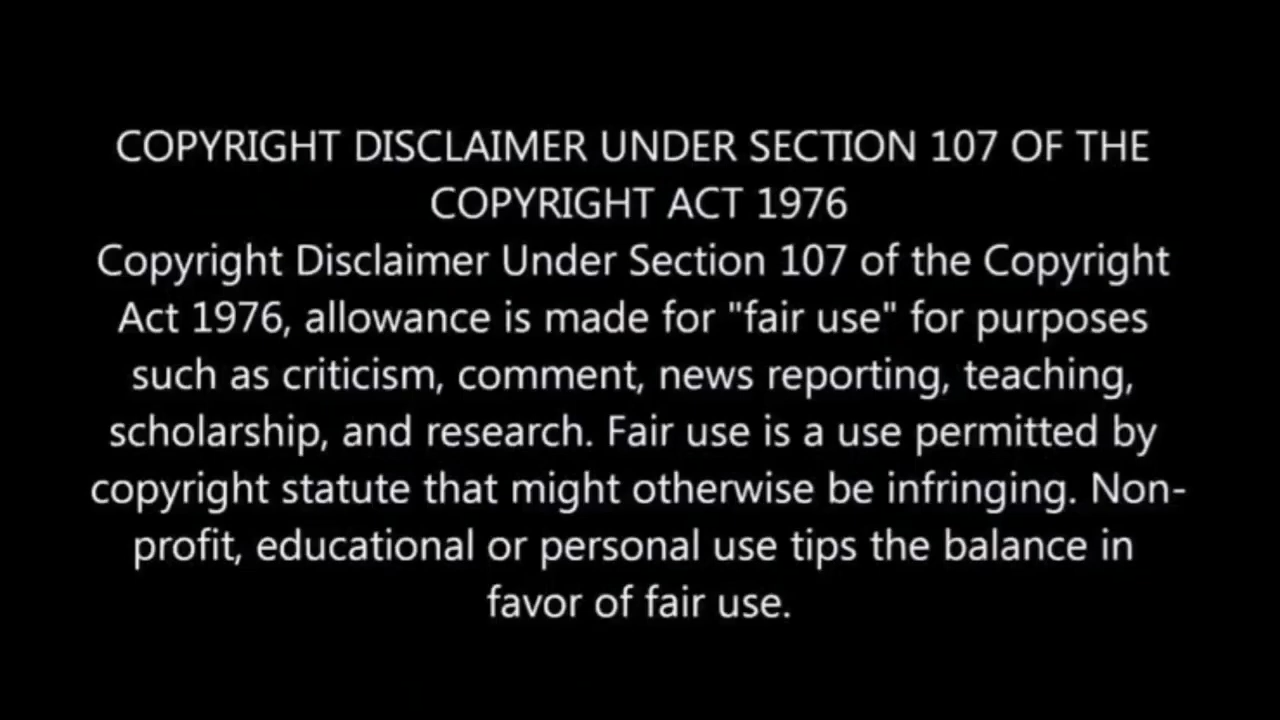 COPYRIGHT DISCLAIMER UNDER SECTION 107 OF THE
COPYRIGHT ACT 1976
Copyright Disclaimer Under Section 107 of the Copyright
Act 1976, allowance is made for "fair use" for purposes
such as criticism, comment, news reporting, teaching,
scholarship, and research. Fair use is a use permitted by
copyright statute that might otherwise be infringing. Non-
profit, educational or personal use tips the balance in
favor of fair use.